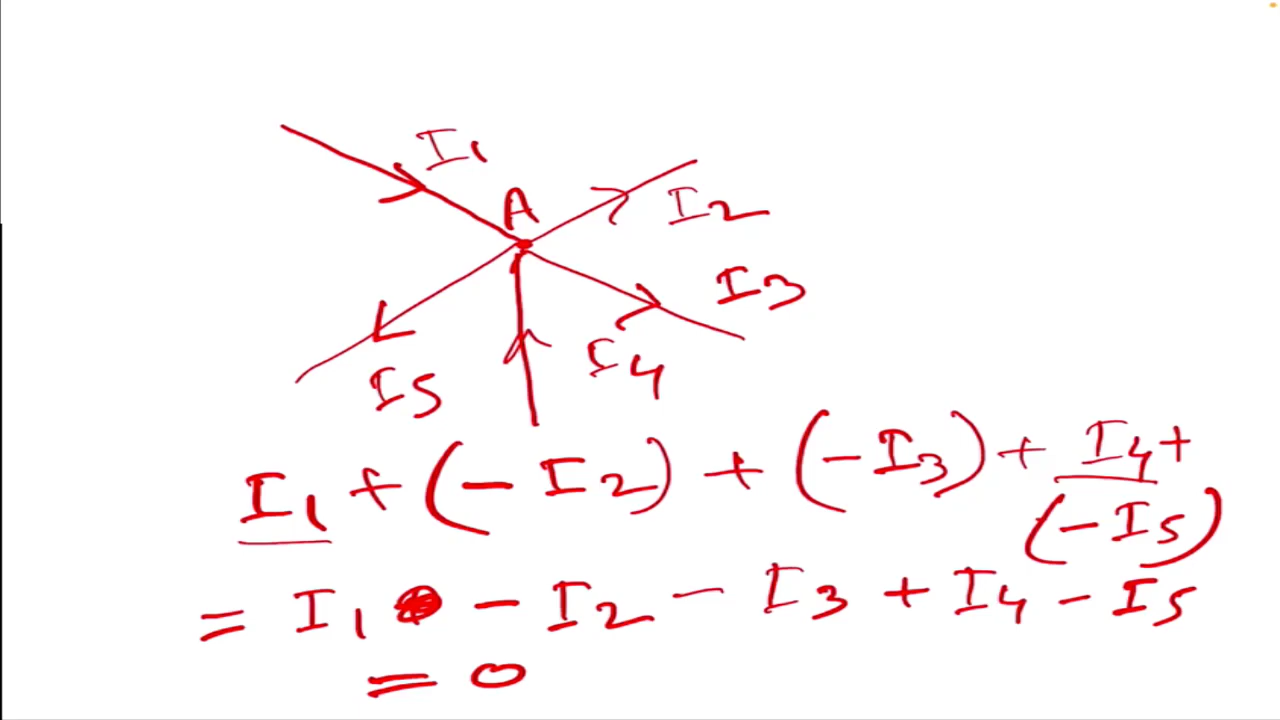 I1
A
I2
I3
I4
I5
I1 + (- I2) + (- I3) + I4 +
(- I5)
= I1 - I2 - I3 + I4 - I5
= 0